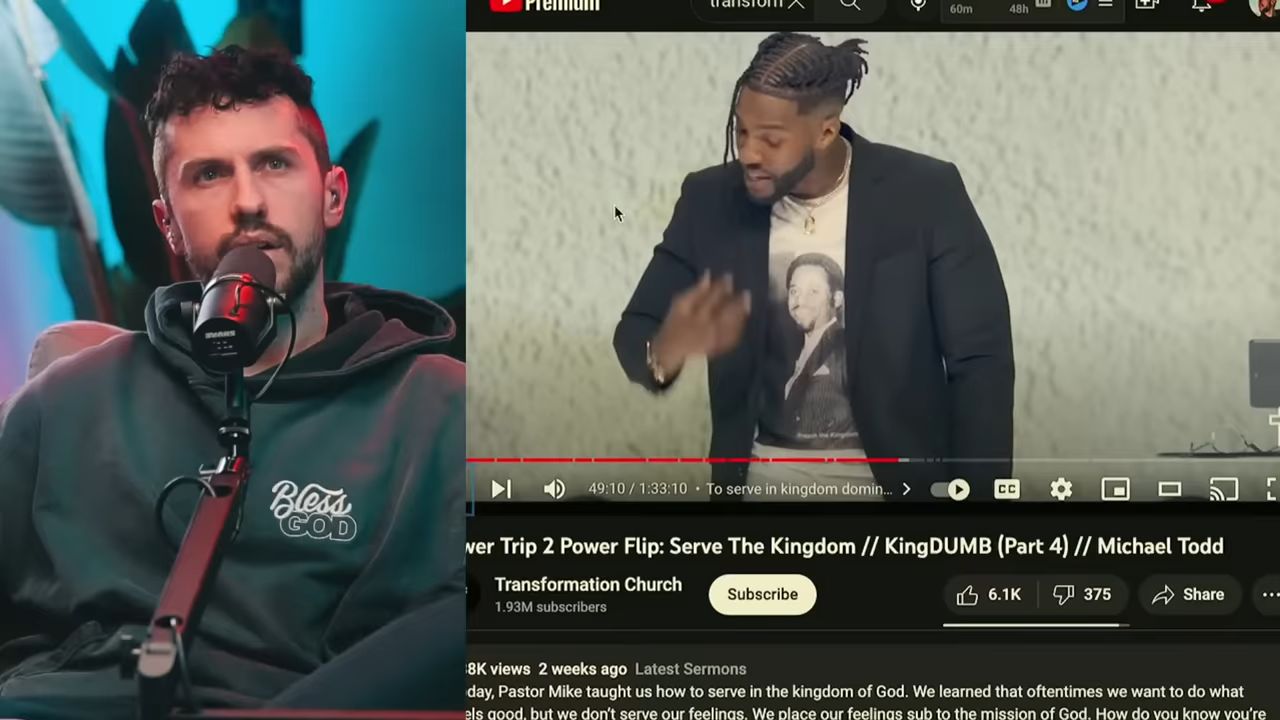 Premium
transform
60m
48h
Bless
GOD
Preach the Kingdom
49:10 / 1:33:10 • To serve in kingdom domin...
CC
wer Trip 2 Power Flip: Serve The Kingdom // KingDUMB (Part 4) // Michael Todd
Transformation Church
1.93M subscribers
Subscribe
6.1K
375
Share
8K views 2 weeks ago Latest Sermons
day, Pastor Mike taught us how to serve in the kingdom of God. We learned that oftentimes we want to do what
els good, but we don't serve our feelings. We place our feelings sub to the mission of God. How do you know you're